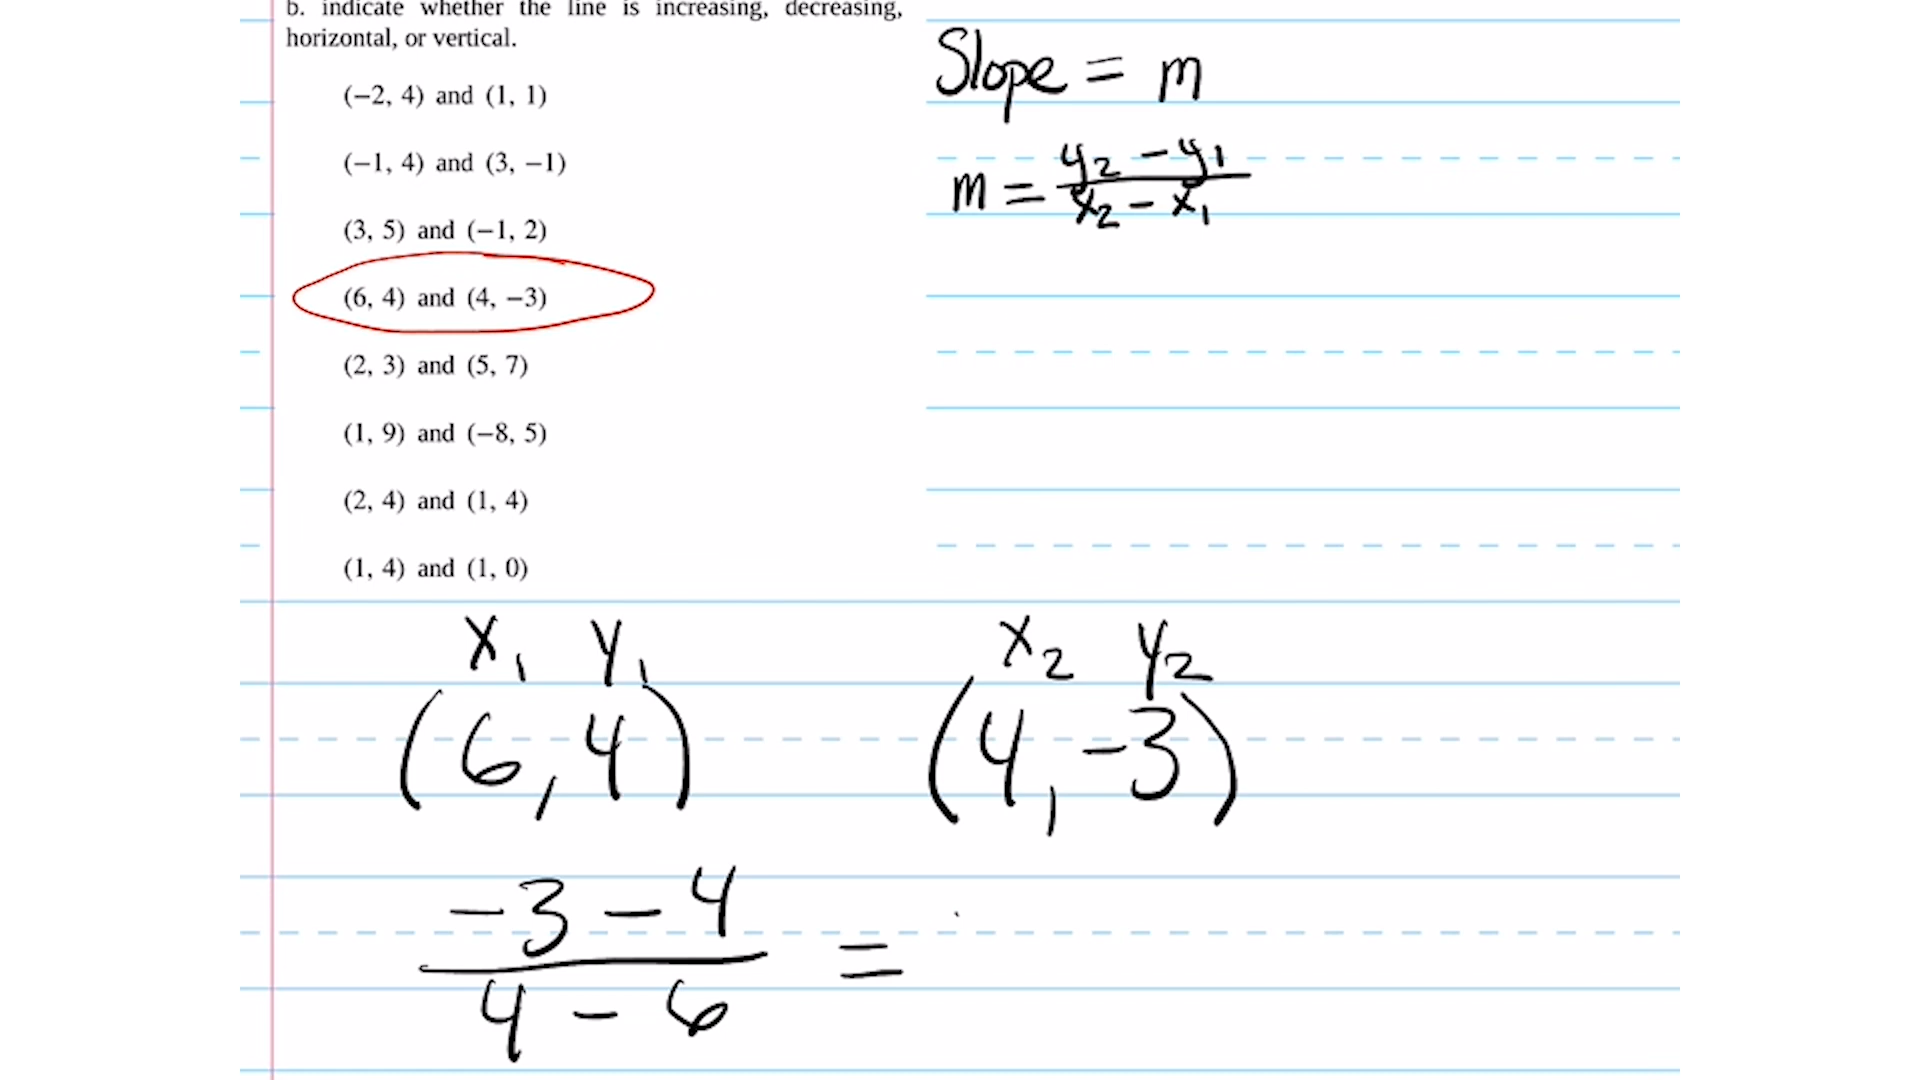 b. indicate whether the line is increasing, decreasing,
horizontal, or vertical.
(−2, 4) and (1, 1)
(−1, 4) and (3, −1)
(3, 5) and (−1, 2)
(6, 4) and (4, −3)
(2, 3) and (5, 7)
(1, 9) and (−8, 5)
(2, 4) and (1, 4)
(1, 4) and (1, 0)
Slope = m
m = y₂ − y₁ / x₂ − x₁
x₁ y₁ x₂ y₂
(6, 4) (4, −3)
−3 − 4 / 4 − 6 =